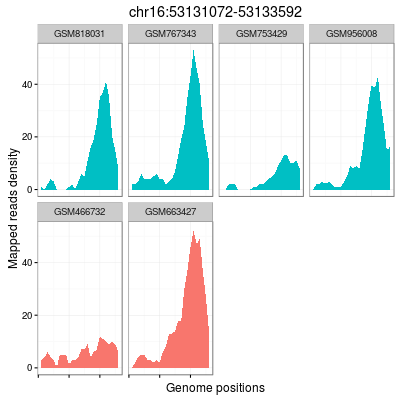 chr16:53131072-53133592
GSM818031 GSM767343 GSM753429 GSM956008
40
20
0
GSM466732 GSM663427
40
20
0
Mapped reads density
Genome positions